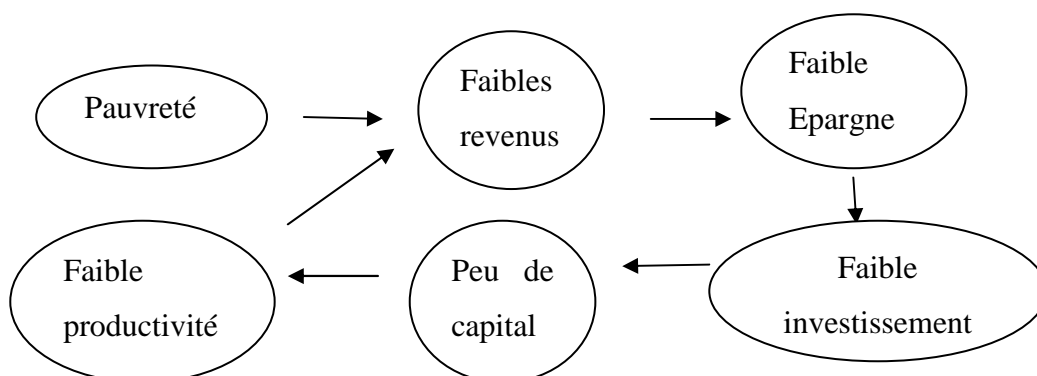 Pauvreté
Faibles
revenus
Faible
Epargne
Faible
productivité
Peu de
capital
Faible
investissement